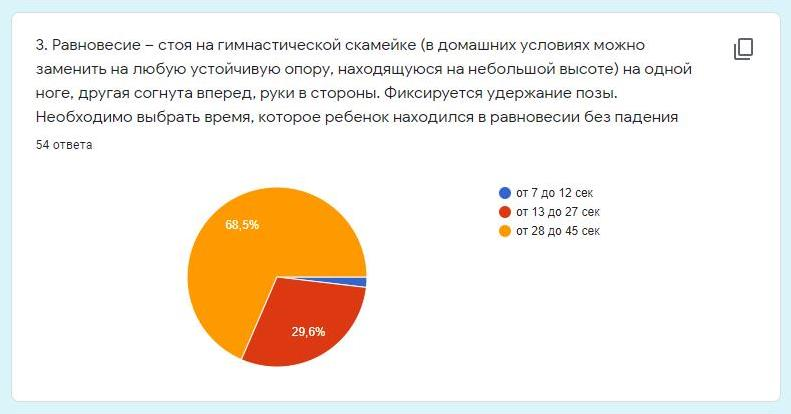 3. Равновесие – стоя на гимнастической скамейке (в домашних условиях можно
заменить на любую устойчивую опору, находящуюся на небольшой высоте) на одной
ноге, другая согнута вперед, руки в стороны. Фиксируется удержание позы.
Необходимо выбрать время, которое ребенок находился в равновесии без падения
54 ответа
от 7 до 12 сек
от 13 до 27 сек
от 28 до 45 сек
68,5%
29,6%